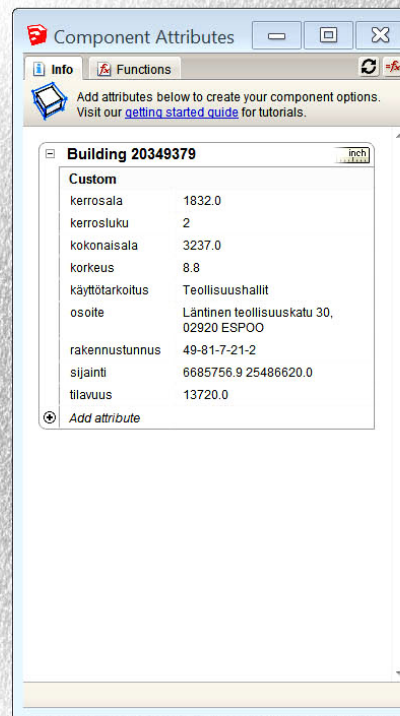 Component Attributes
Info
Functions
Add attributes below to create your component options.
Visit our getting started guide for tutorials.
Building 20349379
inch
Custom
kerrosala 1832.0
kerrosluku 2
kokonaisala 3237.0
korkeus 8.8
käyttötarkoitus Teollisuushallit
osoite Läntinen teollisuuskatu 30,
02920 ESPOO
rakennustunnus 49-81-7-21-2
sijainti 6685756.9 25486620.0
tilavuus 13720.0
Add attribute